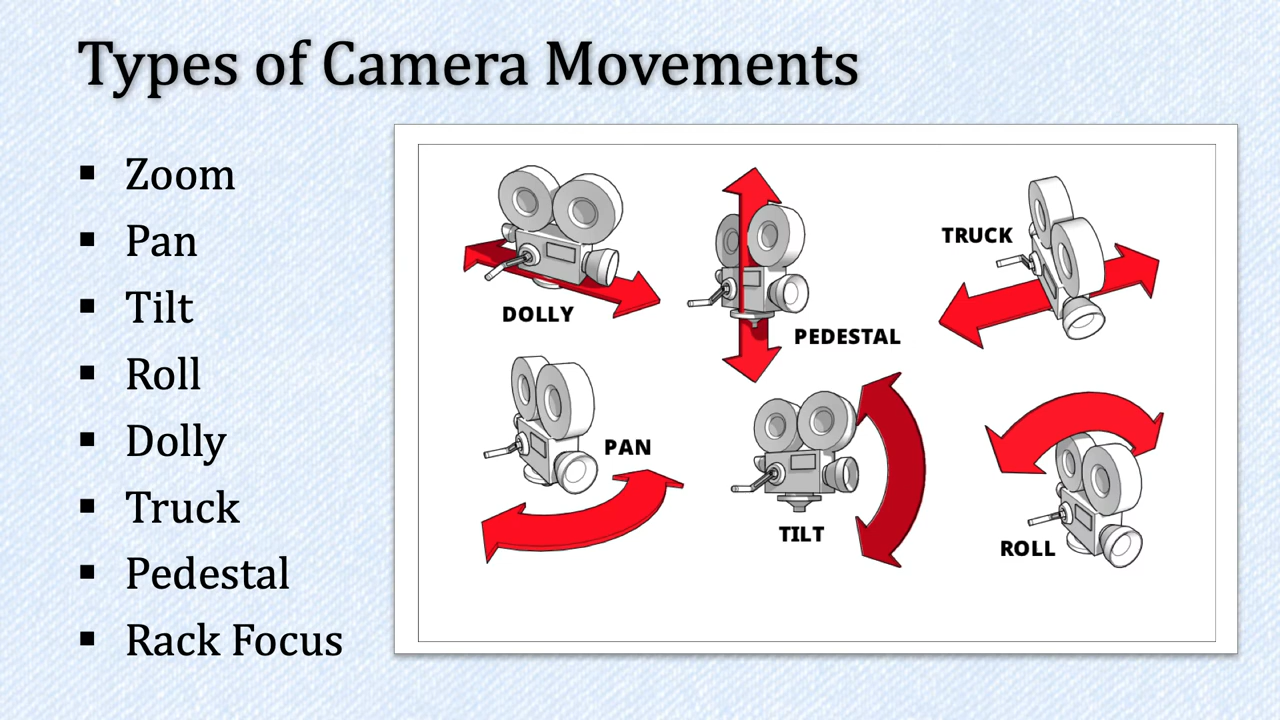 Types of Camera Movements
▪ Zoom
▪ Pan
▪ Tilt
▪ Roll
▪ Dolly
▪ Truck
▪ Pedestal
▪ Rack Focus
DOLLY
PEDESTAL
TRUCK
PAN
TILT
ROLL